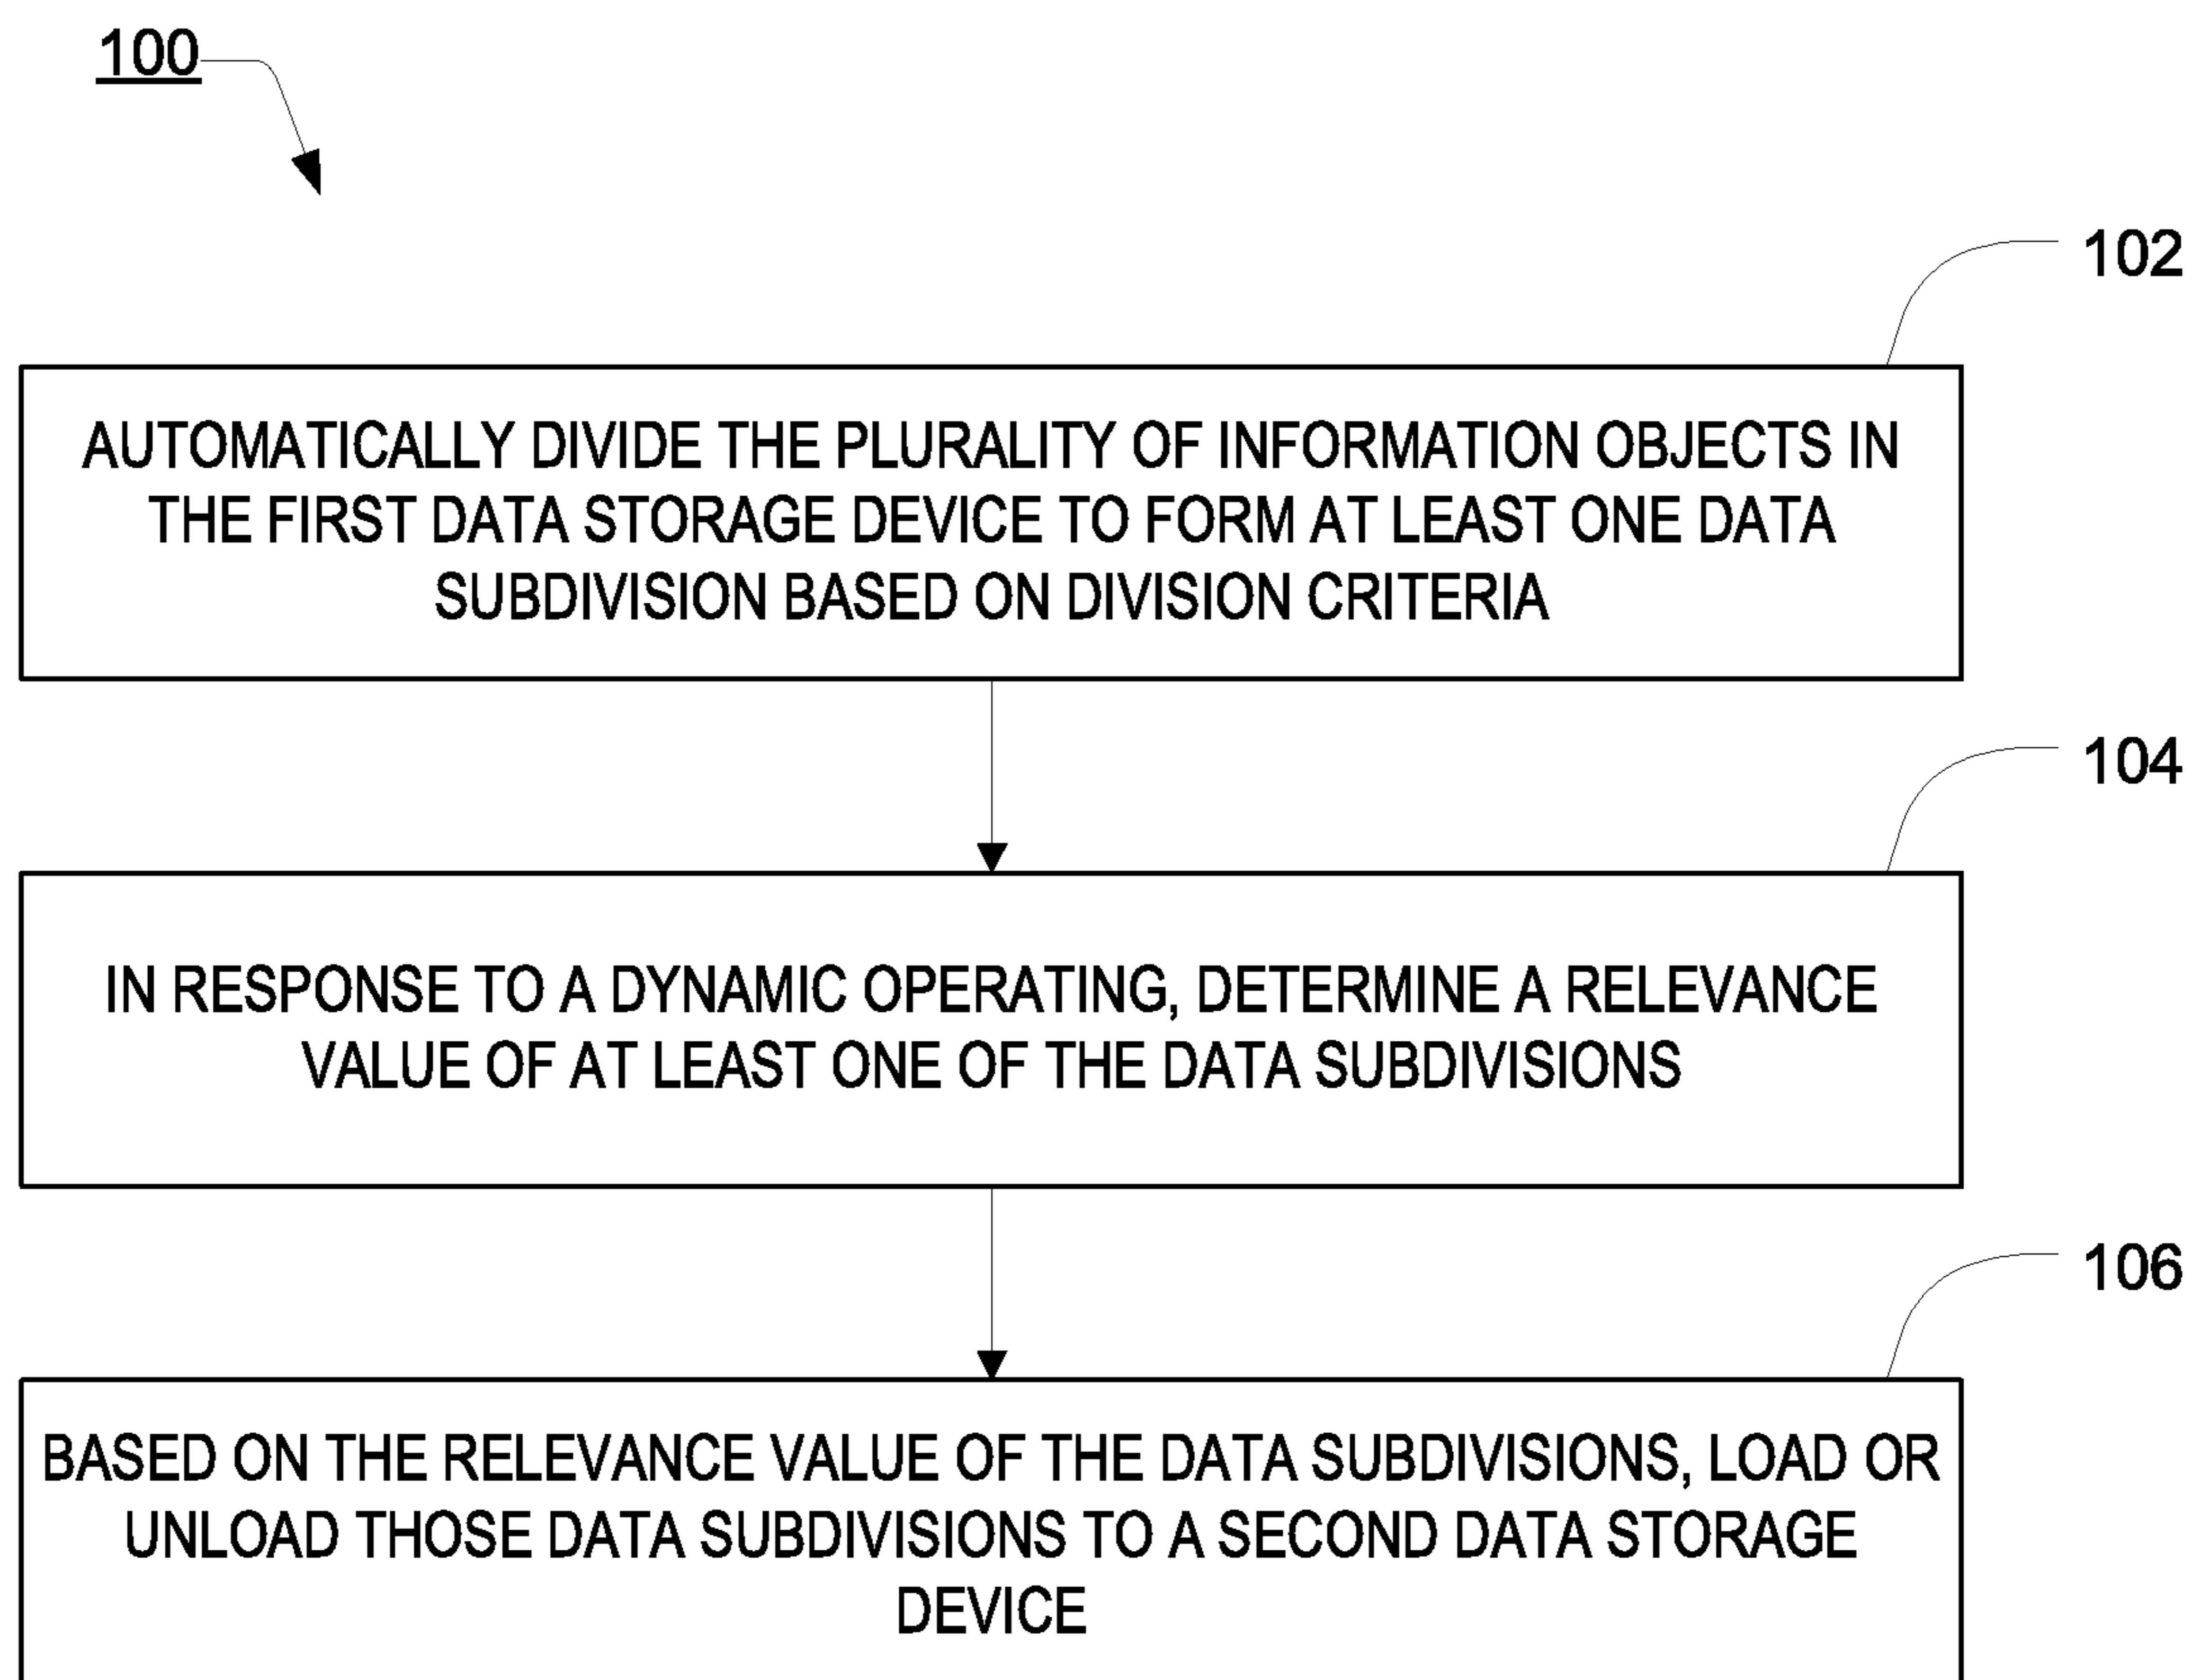 100
102
AUTOMATICALLY DIVIDE THE PLURALITY OF INFORMATION OBJECTS IN
THE FIRST DATA STORAGE DEVICE TO FORM AT LEAST ONE DATA
SUBDIVISION BASED ON DIVISION CRITERIA
104
IN RESPONSE TO A DYNAMIC OPERATING, DETERMINE A RELEVANCE
VALUE OF AT LEAST ONE OF THE DATA SUBDIVISIONS
106
BASED ON THE RELEVANCE VALUE OF THE DATA SUBDIVISIONS, LOAD OR
UNLOAD THOSE DATA SUBDIVISIONS TO A SECOND DATA STORAGE
DEVICE